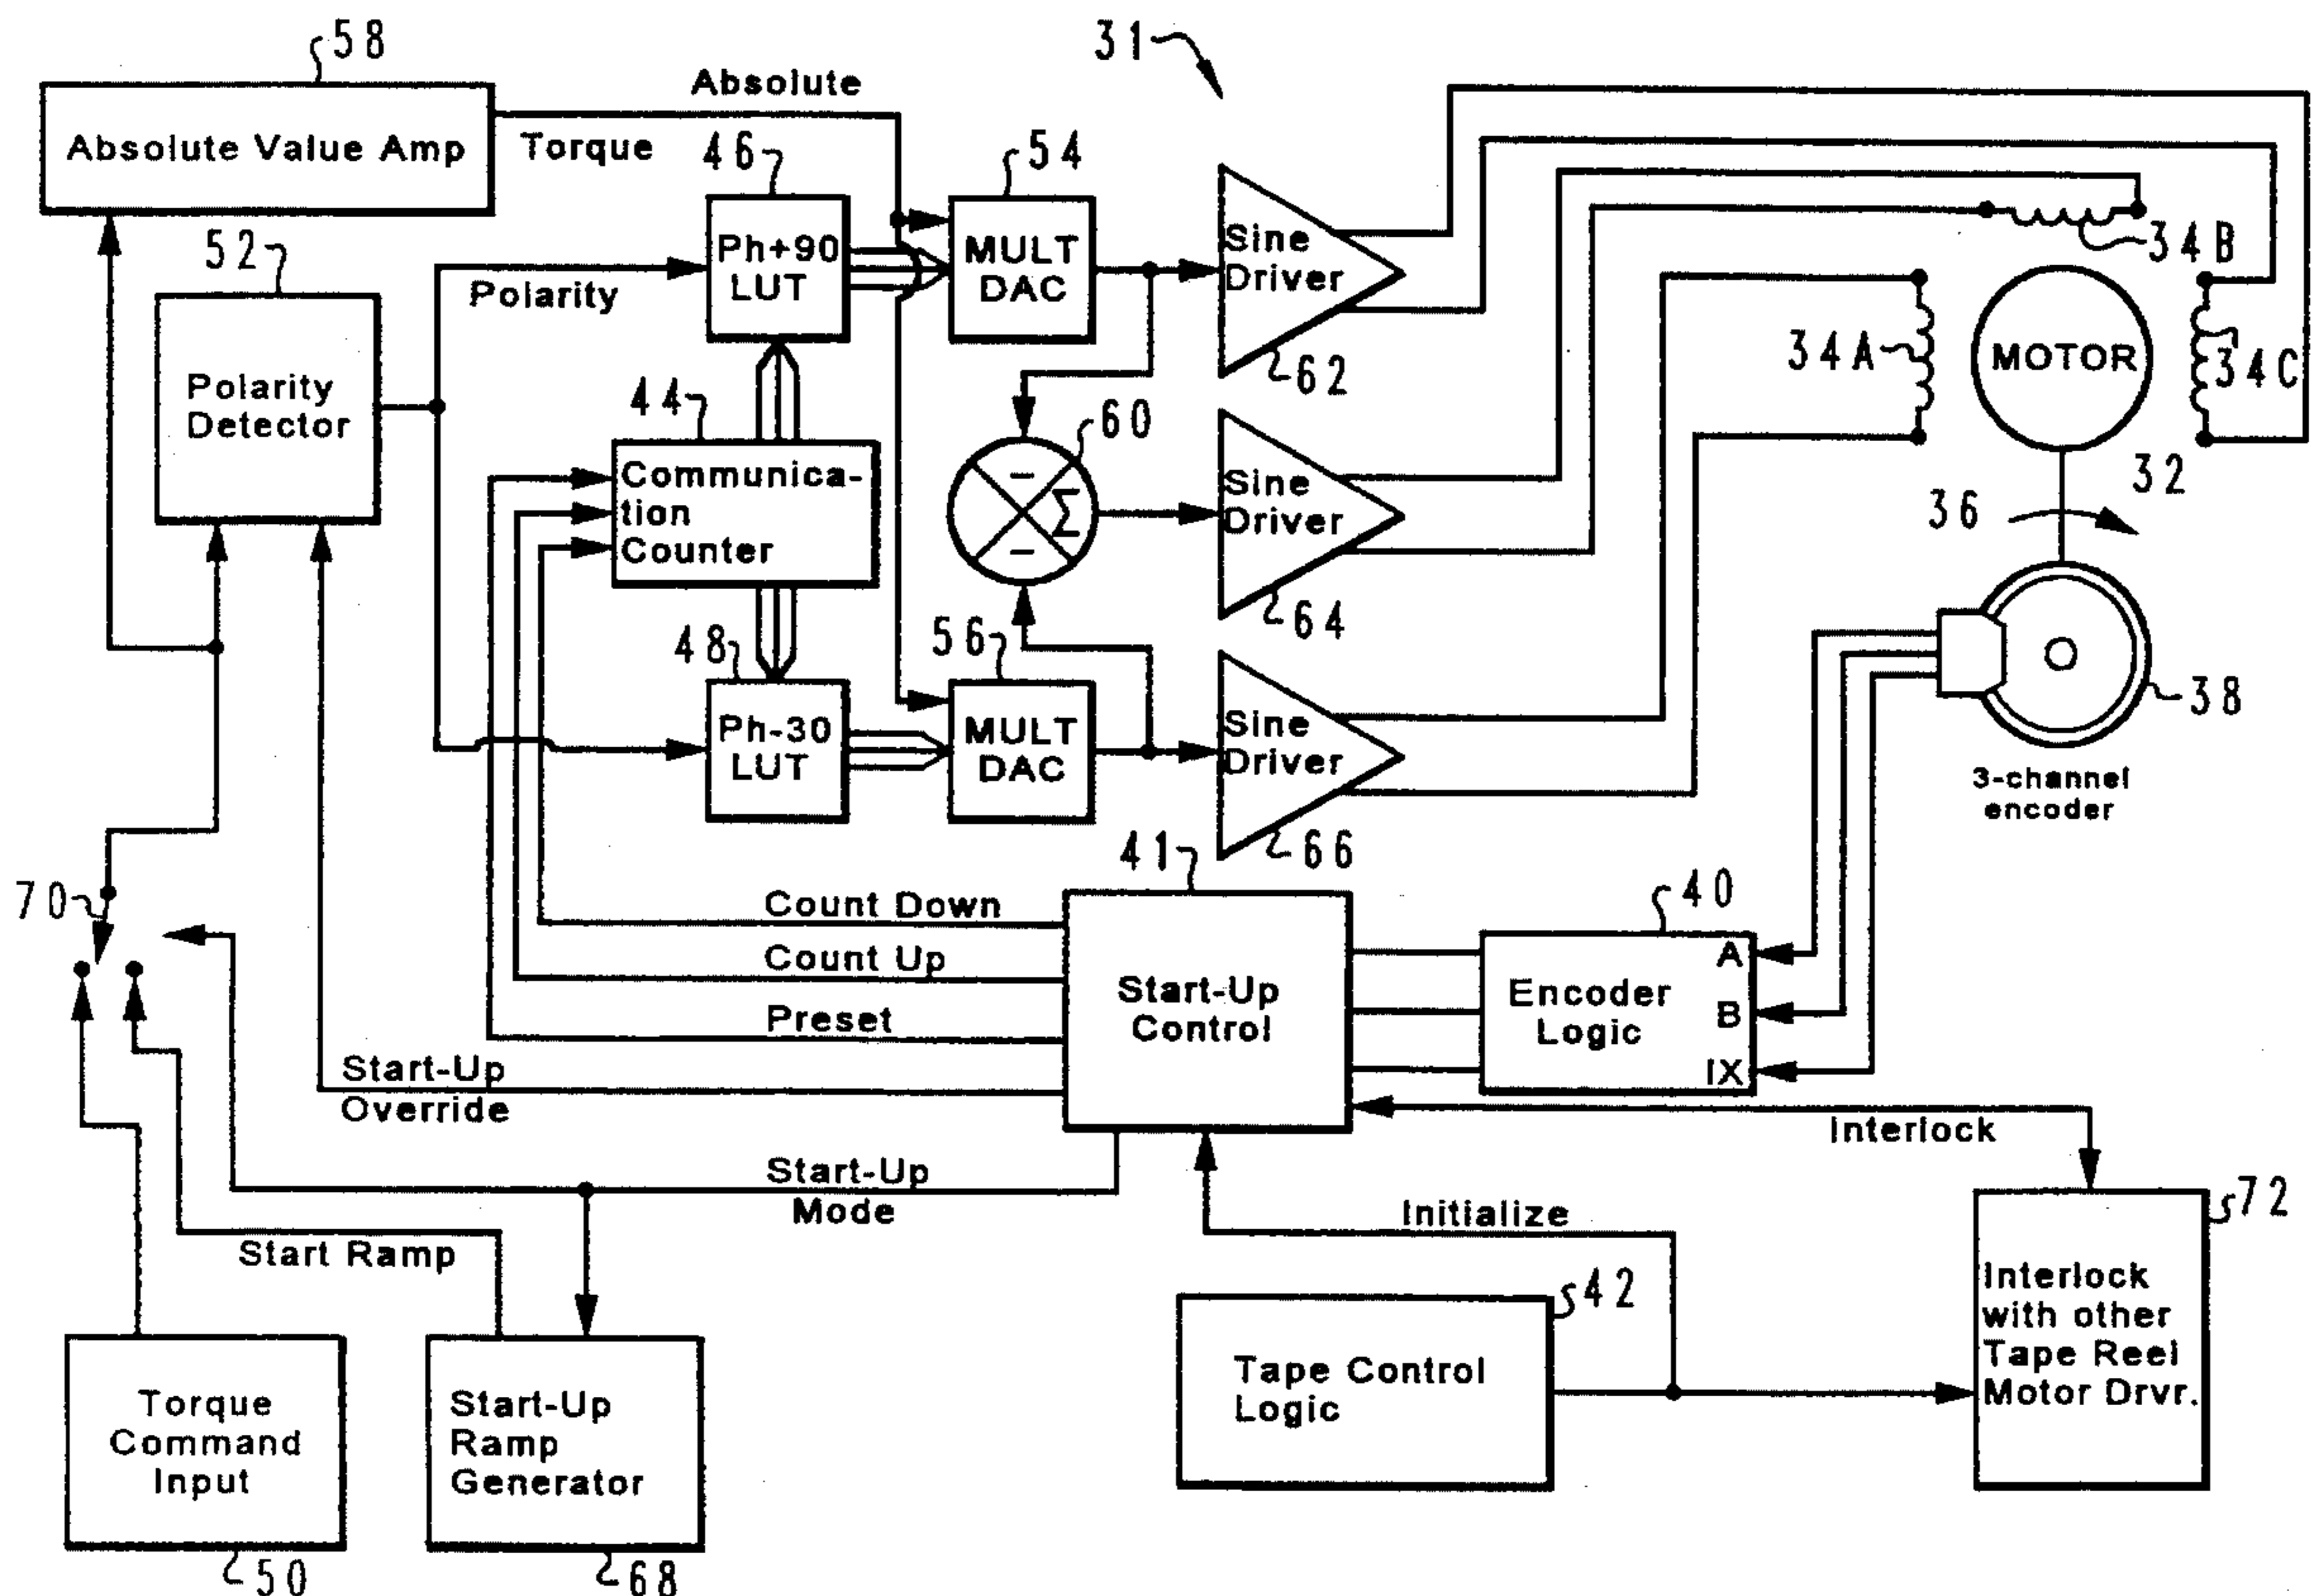 58
Absolute Value Amp
Absolute
Torque
31
52
Polarity
Detector
Polarity
46
Ph+90
LUT
54
MULT
DAC
Sine
Driver
62
34B
34A
MOTOR
34C
32
44
Communica-
tion
Counter
60
−
Σ
−
Sine
Driver
64
36
38
3-channel
encoder
48
Ph-30
LUT
56
MULT
DAC
Sine
Driver
66
70
Count Down
Count Up
Preset
Start-Up
Override
41
Start-Up
Control
40
Encoder
Logic
A
B
IX
Interlock
Start-Up
Mode
Start Ramp
Initialize
72
Interlock
with other
Tape Reel
Motor Drvr.
42
Tape Control
Logic
Torque
Command
Input
50
Start-Up
Ramp
Generator
68